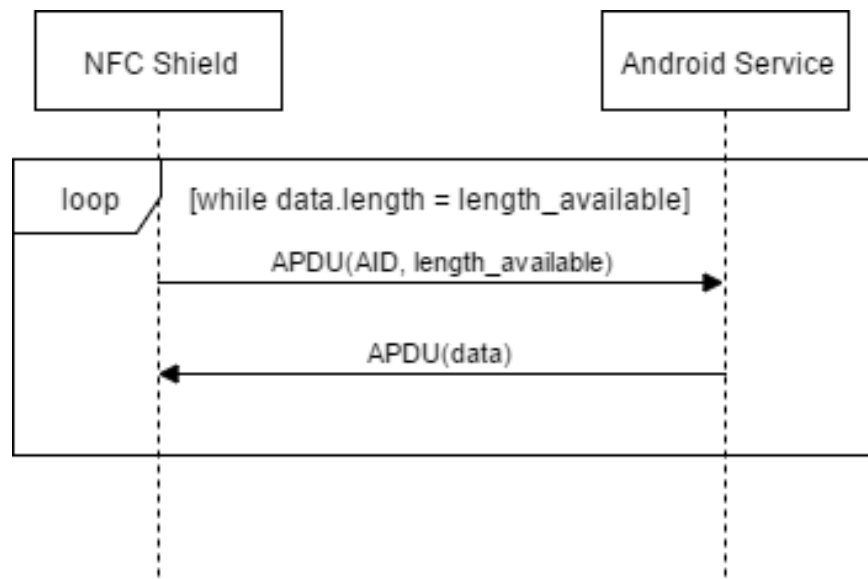 NFC Shield
Android Service
loop
[while data.length = length_available]
APDU(AID, length_available)
APDU(data)